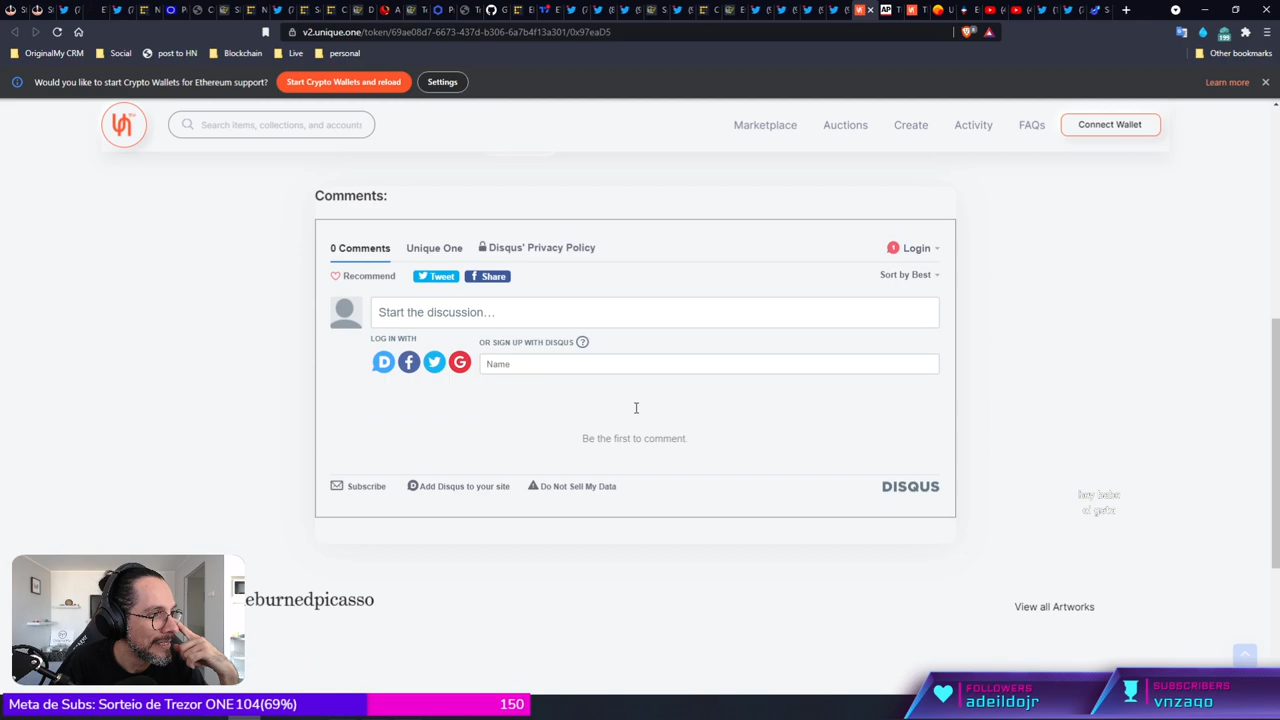 v2.unique.one/token/69ae08d7-6673-437d-b306-6a7b4f13a301/0x97eaD5
199
OriginalMy CRM Social post to HN Blockchain Live personal Other bookmarks
Would you like to start Crypto Wallets for Ethereum support? Start Crypto Wallets and reload Settings Learn more
Search items, collections, and accounts Marketplace Auctions Create Activity FAQs Connect Wallet
Comments:
0 Comments Unique One Disqus' Privacy Policy 1 Login
Recommend Tweet Share Sort by Best
Start the discussion…
LOG IN WITH OR SIGN UP WITH DISQUS ?
D f G Name
Be the first to comment.
Subscribe Add Disqus to your site Do Not Sell My Data DISQUS
eburnedpicasso View all Artworks
Meta de Subs: Sorteio de Trezor ONE 104(69%) 150
FOLLOWERS
adeildojr
SUBSCRIBERS
vnzago